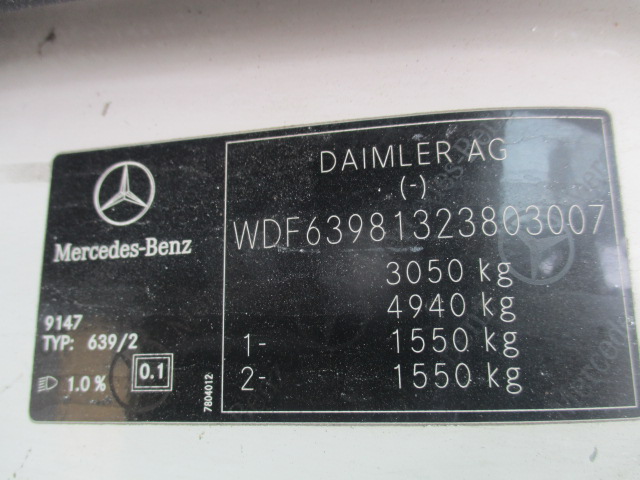 Mercedes-Benz
9147
TYP: 639/2
1.0 %
0.1
7804012
DAIMLER AG
(-)
WDF63981323803007
3050 kg
4940 kg
1- 1550 kg
2- 1550 kg